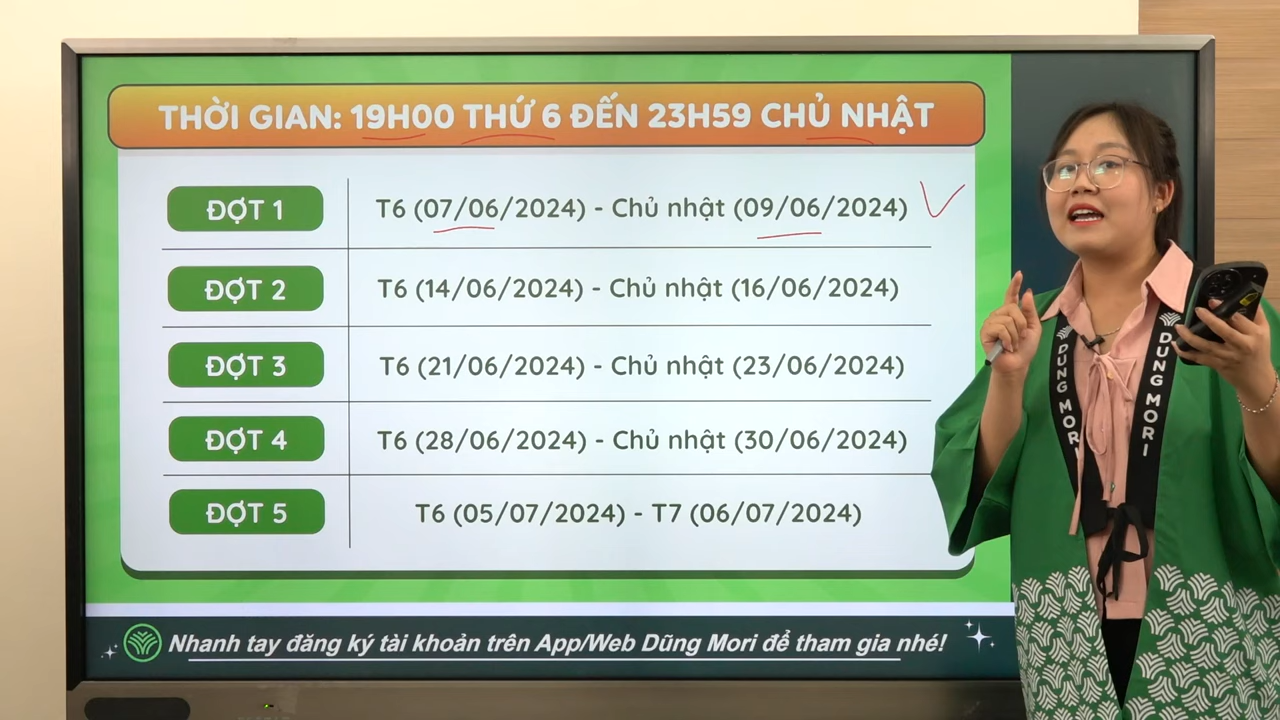 THỜI GIAN: 19H00 THỨ 6 ĐẾN 23H59 CHỦ NHẬT
ĐỢT 1 T6 (07/06/2024) - Chủ nhật (09/06/2024)
ĐỢT 2 T6 (14/06/2024) - Chủ nhật (16/06/2024)
ĐỢT 3 T6 (21/06/2024) - Chủ nhật (23/06/2024)
ĐỢT 4 T6 (28/06/2024) - Chủ nhật (30/06/2024)
ĐỢT 5 T6 (05/07/2024) - T7 (06/07/2024)
Nhanh tay đăng ký tài khoản trên App/Web Dũng Mori để tham gia nhé!
DUNG MORI
DUNG MORI